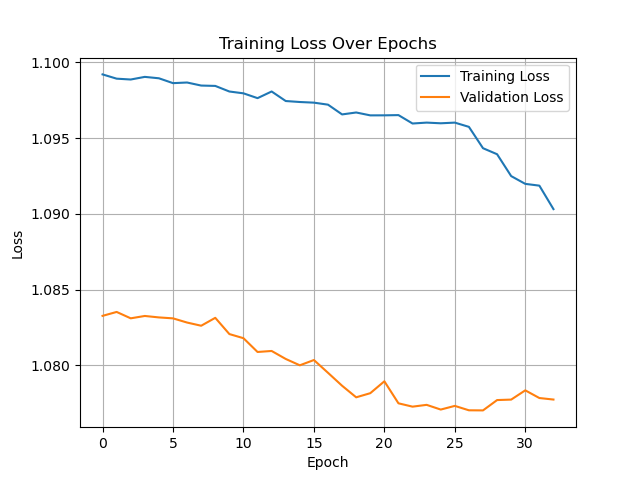 Training Loss Over Epochs
Training Loss
Validation Loss
1.100
1.095
1.090
1.085
1.080
Loss
0 5 10 15 20 25 30
Epoch